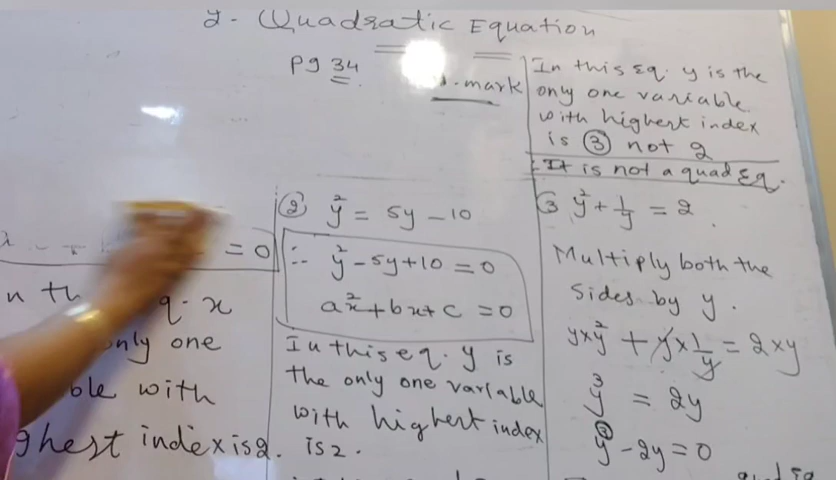 2- Quadratic Equation
Pg 34
mark
In this Eq. y is the
only one variable
with highest index
is ③ not 2
∴ It is not a quad Eq.
= 0
q. x
only one
with
ghest index is 2.
② y² = 5y - 10
∴ y² - 5y + 10 = 0
ax² + bx + c = 0
In this eq. y is
the only one variable
with highest index
is 2.
③ y² + 1/y = 2
Multiply both the
sides by y.
y×y² + y×1/y = 2×y
y³ = 2y
y³ - 2y = 0